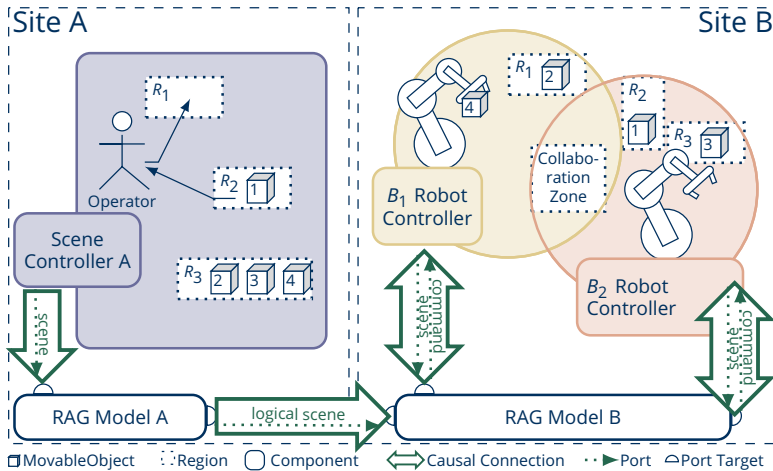 Site A
Site B
R1
Operator
R2
1
R3
2
3
4
Scene
Controller A
scene
RAG Model A
logical scene
4
R1
2
R2
1
R3
3
Collabo-
ration
Zone
B1 Robot
Controller
B2 Robot
Controller
scene
command
scene
command
RAG Model B
MovableObject
Region
Component
Causal Connection
Port
Port Target